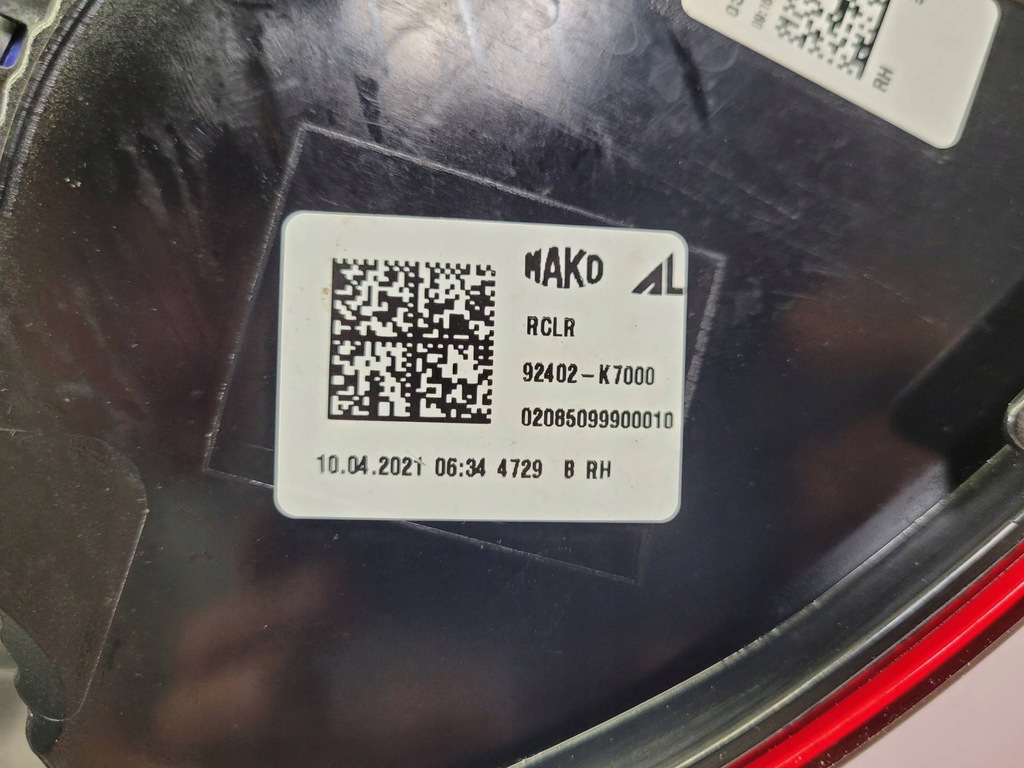 MAKO AL
RCLR
92402-K7000
02085099900010
10.04.2021 06:34 4729 B RH
RH